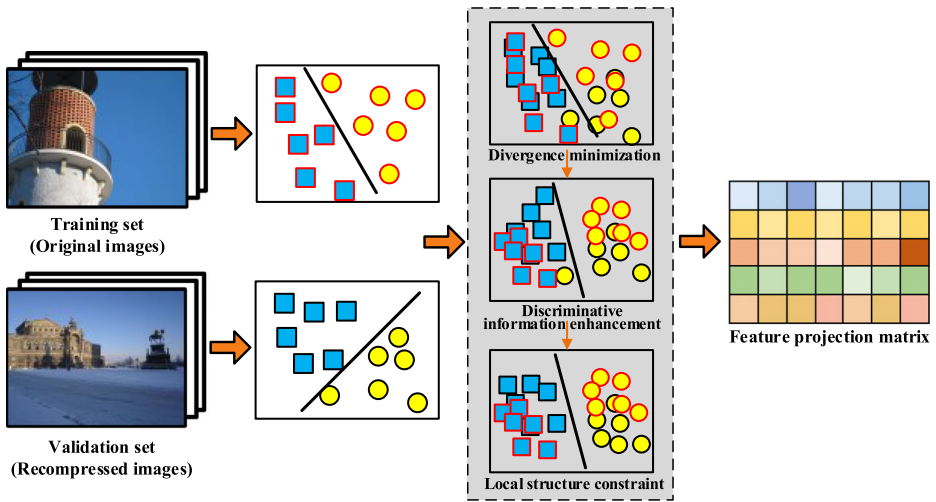 Training set
(Original images)
Validation set
(Recompressed images)
Divergence minimization
Discriminative
information enhancement
Local structure constraint
Feature projection matrix